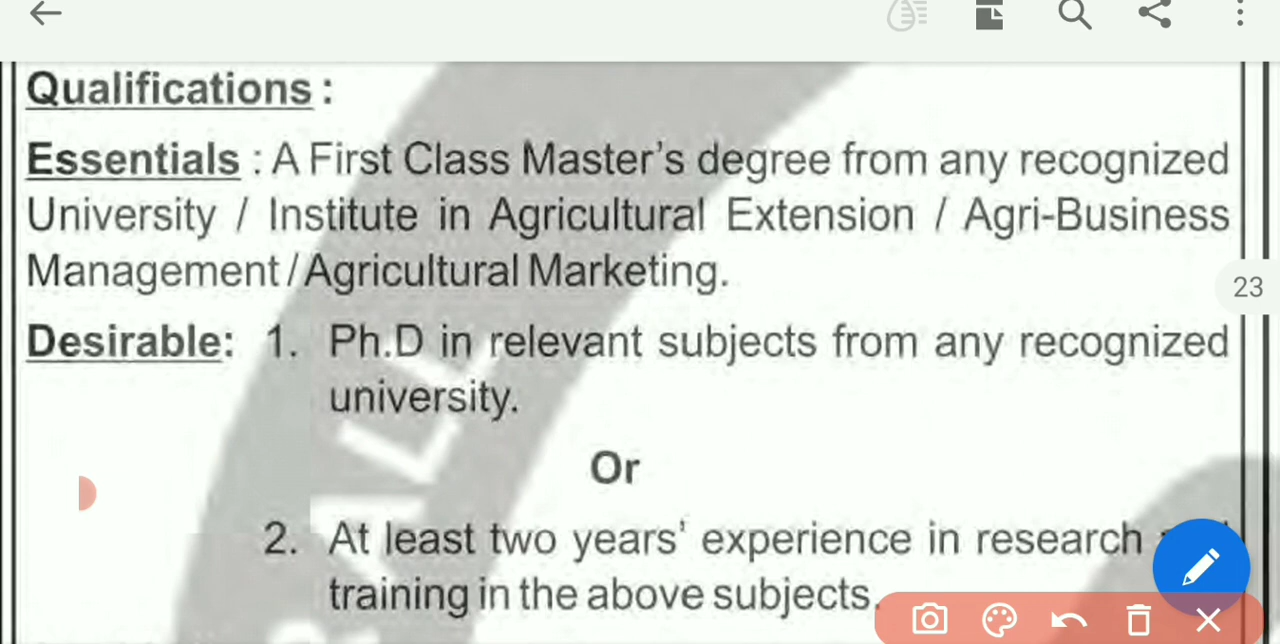 Qualifications :
Essentials : A First Class Master's degree from any recognized
University / Institute in Agricultural Extension / Agri-Business
Management / Agricultural Marketing.
23
Desirable: 1. Ph.D in relevant subjects from any recognized
university.
Or
2. At least two years' experience in research
training in the above subjects.